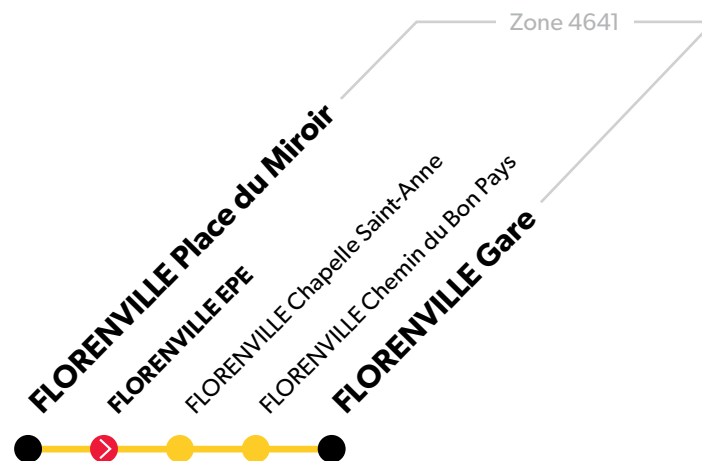 Zone 4641
FLORENVILLE Place du Miroir
FLORENVILLE EPE
FLORENVILLE Chapelle Saint-Anne
FLORENVILLE Chemin du Bon Pays
FLORENVILLE Gare